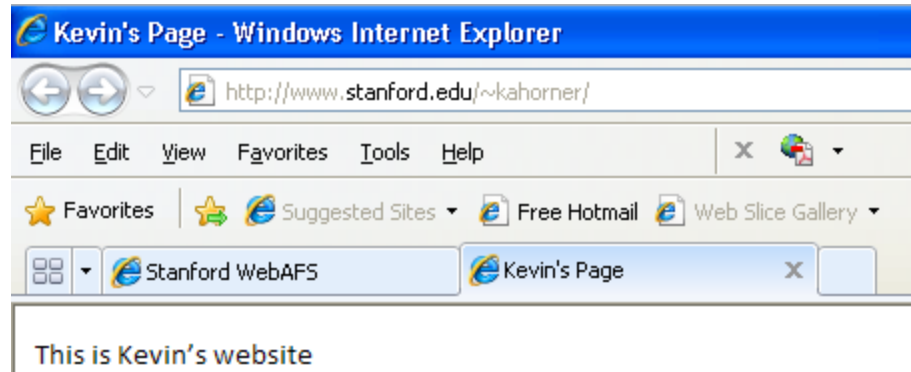 Kevin's Page - Windows Internet Explorer
http://www.stanford.edu/~kahorner/
File Edit View Favorites Tools Help
Favorites Suggested Sites Free Hotmail Web Slice Gallery
Stanford WebAFS Kevin's Page
This is Kevin’s website